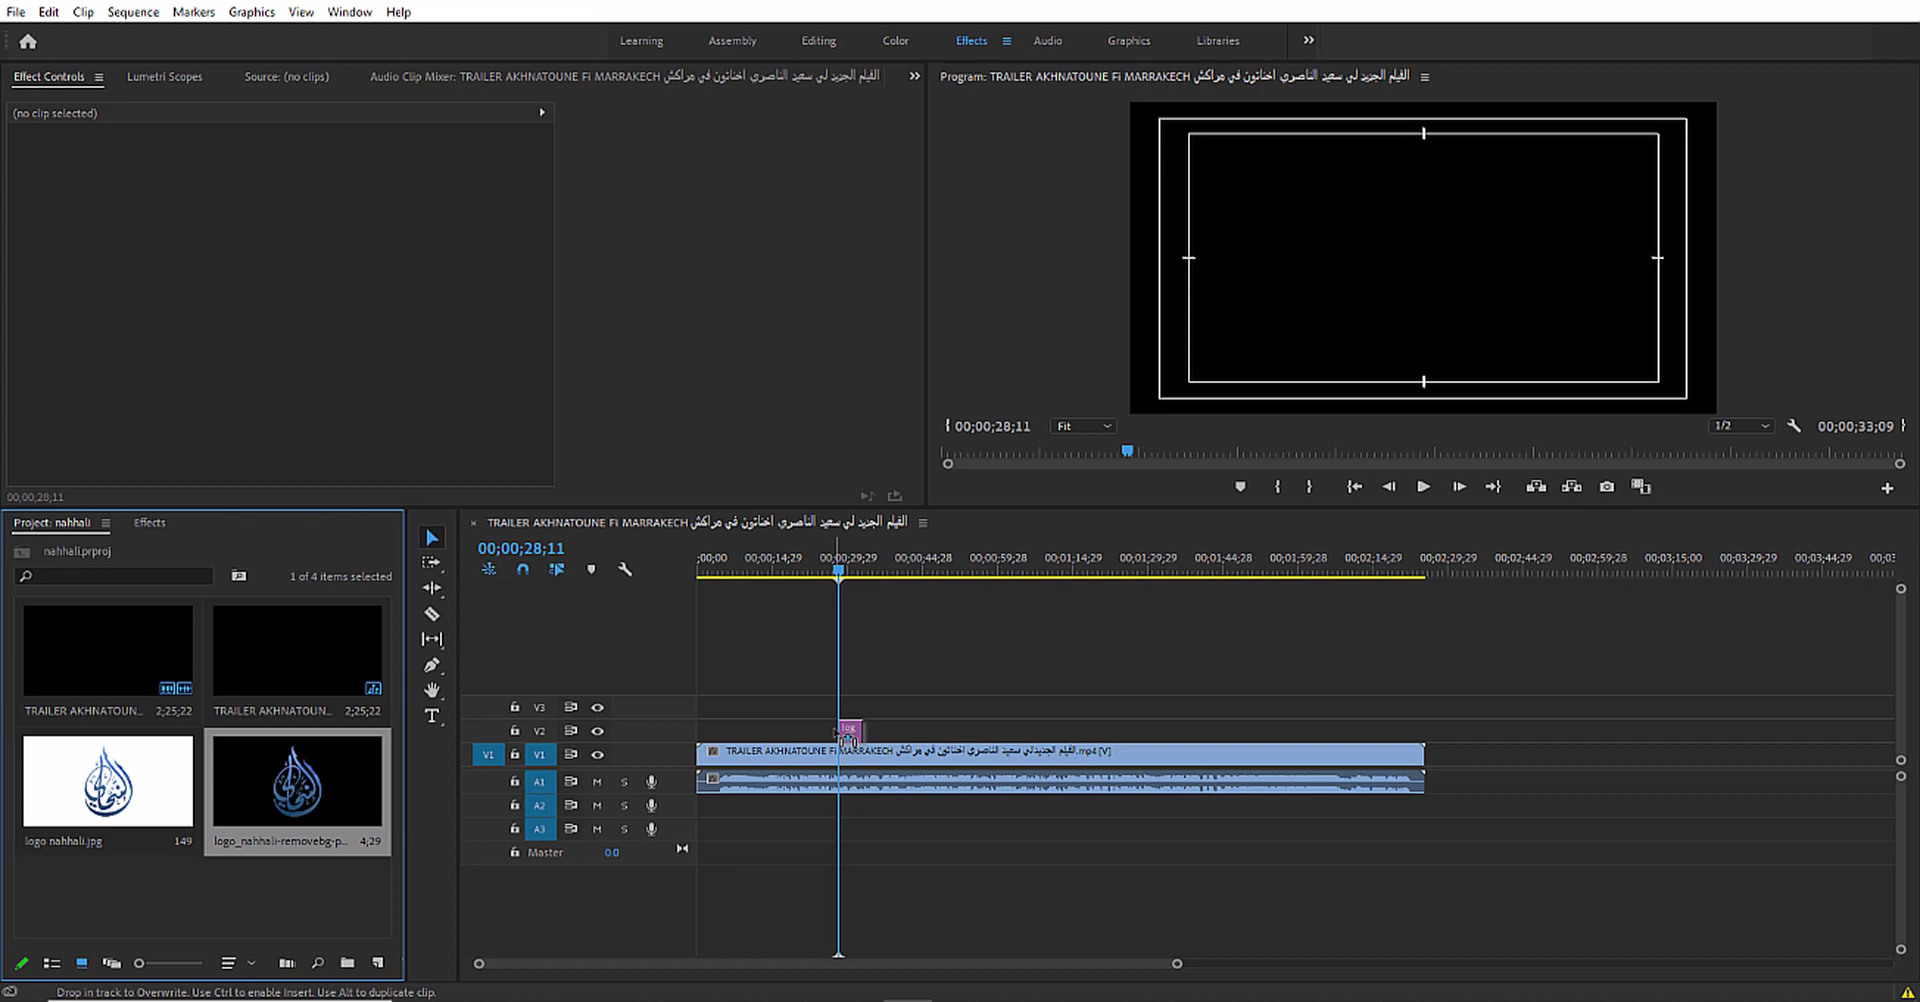 File Edit Clip Sequence Markers Graphics View Window Help
Learning Assembly Editing Color Effects Audio Graphics Libraries
Effect Controls Lumetri Scopes Source: (no clips) Audio Clip Mixer: TRAILER AKHNATOUNE Fi MARRAKECH الفيلم الجديد لي سعيد الناصري اخناتون في مراكش
Program: TRAILER AKHNATOUNE Fi MARRAKECH الفيلم الجديد لي سعيد الناصري اخناتون في مراكش
(no clip selected)
00;00;28;11 Fit 1/2 00;00;33;09
00;00;28;11
Project: nahhali Effects
nahhali.prproj
1 of 4 items selected
TRAILER AKHNATOUN... 2;25;22
TRAILER AKHNATOUN... 2;25;22
logo nahhali.jpg 149
logo_nahhali-removebg-p... 4;29
TRAILER AKHNATOUNE Fi MARRAKECH الفيلم الجديد لي سعيد الناصري اخناتون في مراكش
00;00;28;11
;00;00 00;00;14;29 00;00;29;29 00;00;44;28 00;00;59;28 00;01;14;29 00;01;29;29 00;01;44;28 00;01;59;28 00;02;14;29 00;02;29;29 00;02;44;28 00;02;59;28 00;03;15;00 00;03;29;29 00;03;44;29 00;03
V3
V2 log
V1 V1 TRAILER AKHNATOUNE Fi MARRAKECH الفيلم الجديدلي سعيد الناصري اخناتون في مراكش.mp4 [V]
A1 M S
A2 M S
A3 M S
Master 0.0
Drop in track to Overwrite. Use Ctrl to enable Insert. Use Alt to duplicate clip.